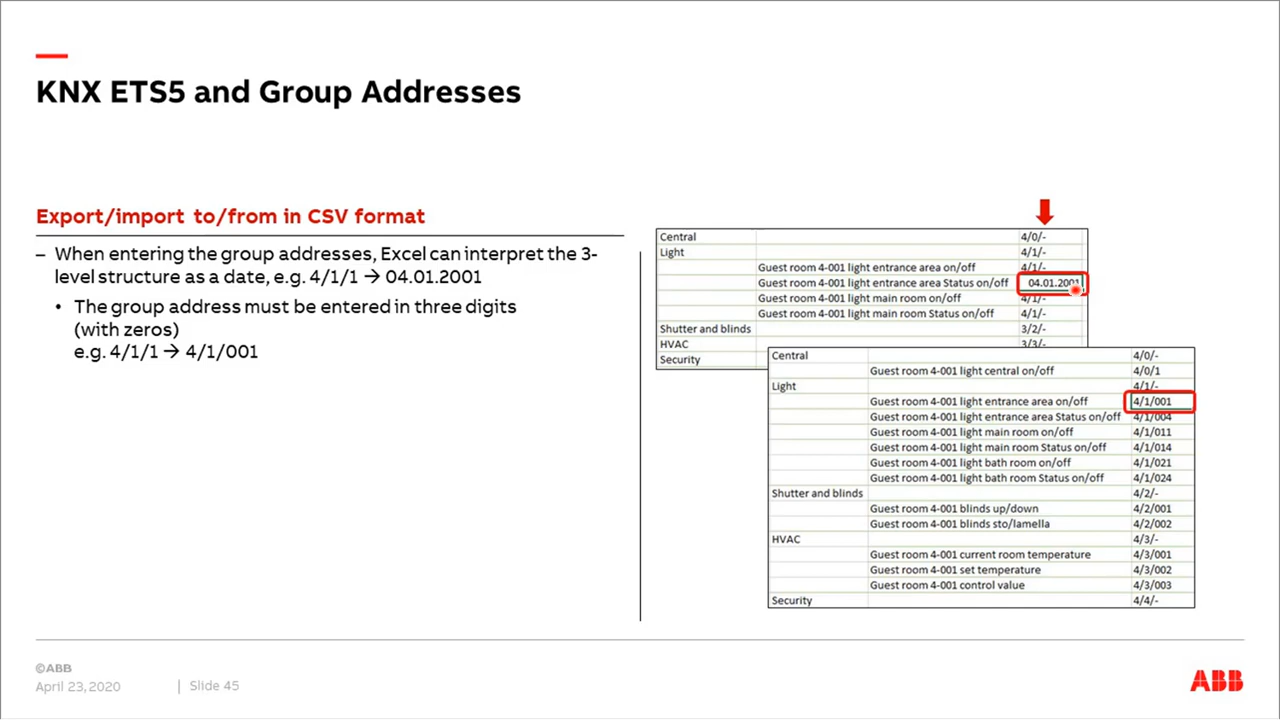 KNX ETS5 and Group Addresses
Export/import to/from in CSV format
– When entering the group addresses, Excel can interpret the 3-
level structure as a date, e.g. 4/1/1 → 04.01.2001
• The group address must be entered in three digits
(with zeros)
e.g. 4/1/1 → 4/1/001
Central 4/0/-
Light 4/1/-
Guest room 4-001 light entrance area on/off 4/1/-
Guest room 4-001 light entrance area Status on/off 04.01.2001
Guest room 4-001 light main room on/off 4/1/-
Guest room 4-001 light main room Status on/off 4/1/-
Shutter and blinds 3/2/-
HVAC 3/3/-
Security
Central 4/0/-
Guest room 4-001 light central on/off 4/0/1
Light 4/1/-
Guest room 4-001 light entrance area on/off 4/1/001
Guest room 4-001 light entrance area Status on/off 4/1/004
Guest room 4-001 light main room on/off 4/1/011
Guest room 4-001 light main room Status on/off 4/1/014
Guest room 4-001 light bath room on/off 4/1/021
Guest room 4-001 light bath room Status on/off 4/1/024
Shutter and blinds 4/2/-
Guest room 4-001 blinds up/down 4/2/001
Guest room 4-001 blinds sto/lamella 4/2/002
HVAC 4/3/-
Guest room 4-001 current room temperature 4/3/001
Guest room 4-001 set temperature 4/3/002
Guest room 4-001 control value 4/3/003
Security 4/4/-
©ABB
April 23, 2020 | Slide 45
ABB